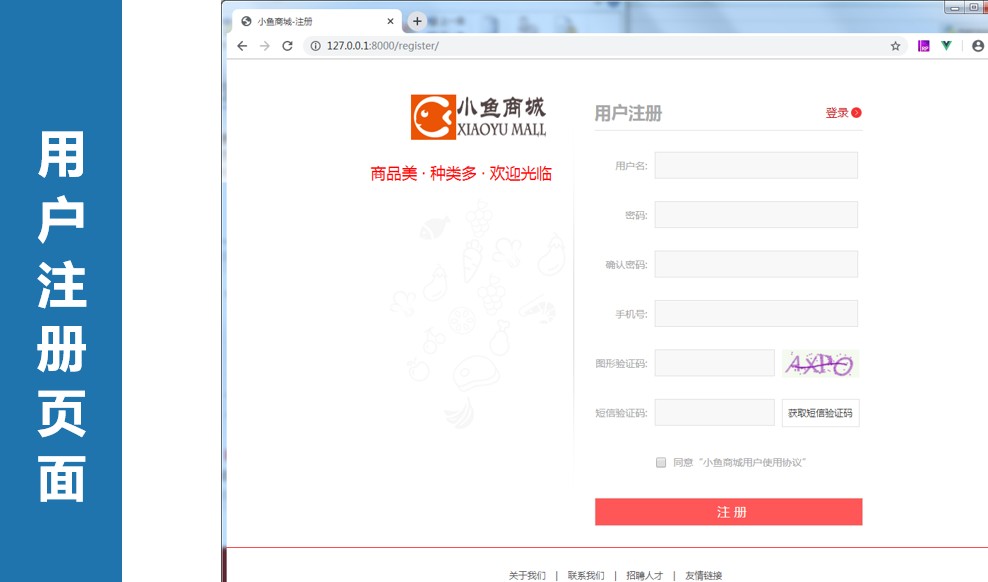 用户注册页面
小鱼商城-注册
127.0.0.1:8000/register/
小鱼商城
XIAOYU MALL
商品美 · 种类多 · 欢迎光临
用户注册 登录
用户名:
密码:
确认密码:
手机号:
图形验证码: AXPO
短信验证码: 获取短信验证码
同意“小鱼商城用户使用协议”
注 册
关于我们 | 联系我们 | 招聘人才 | 友情链接